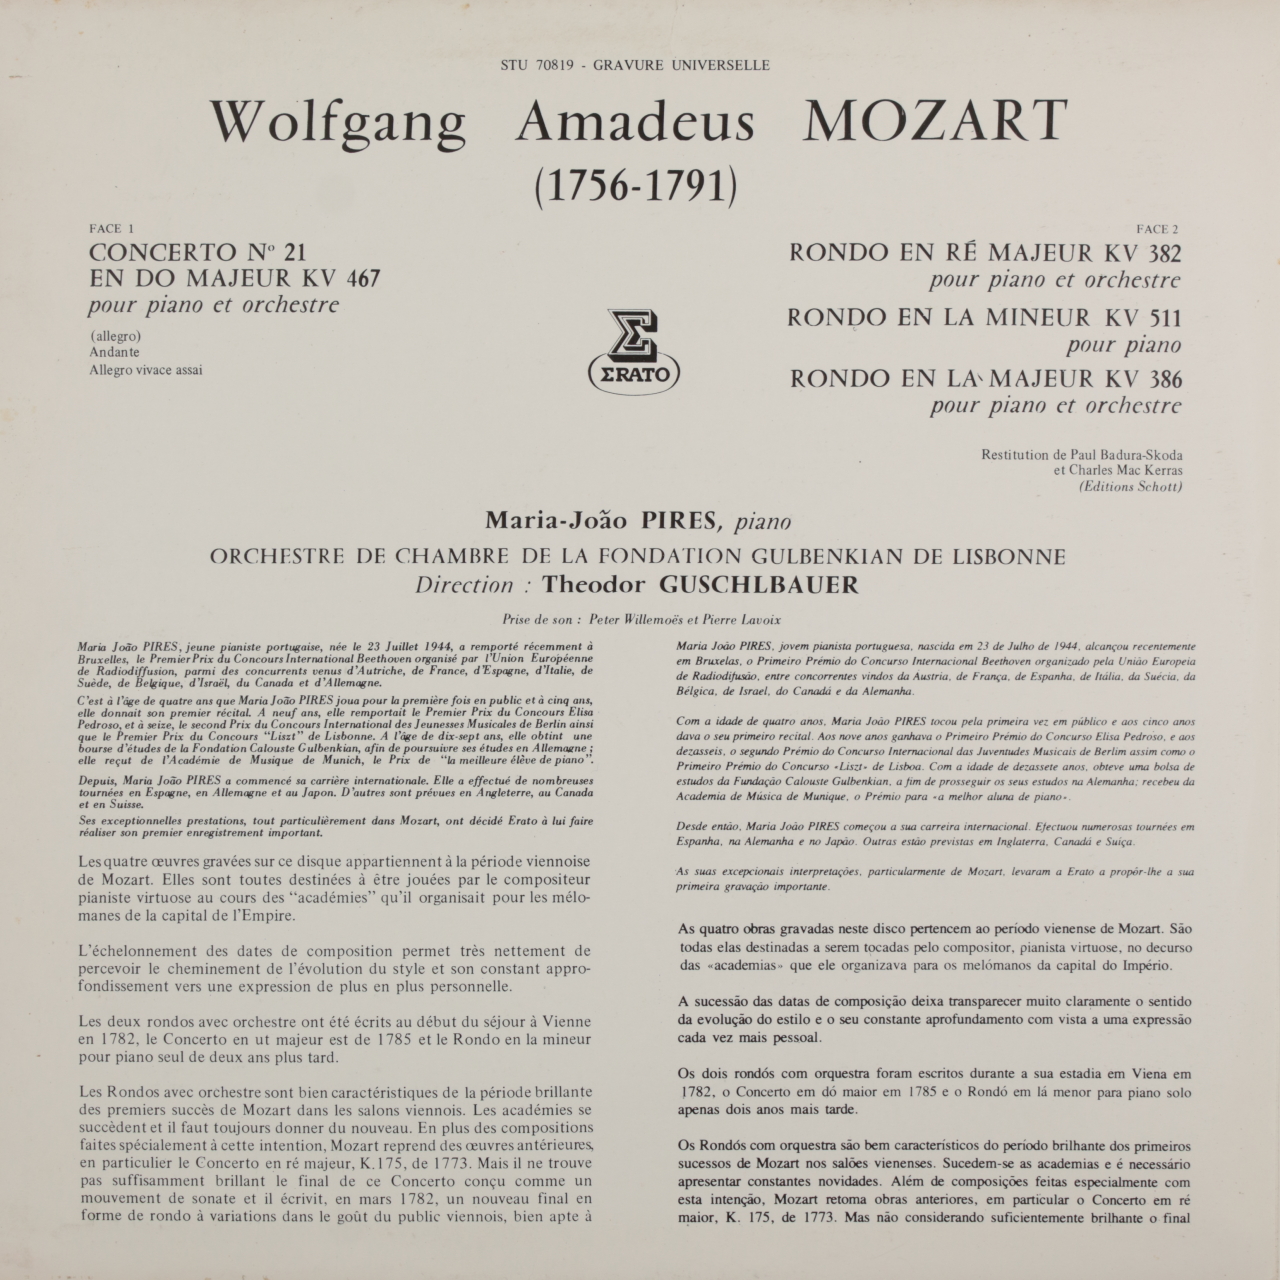 STU 70819 - GRAVURE UNIVERSELLE
Wolfgang Amadeus MOZART
(1756-1791)
FACE 1
CONCERTO Nº 21
EN DO MAJEUR KV 467
pour piano et orchestre
(allegro)
Andante
Allegro vivace assai
ERATO
FACE 2
RONDO EN RÉ MAJEUR KV 382
pour piano et orchestre
RONDO EN LA MINEUR KV 511
pour piano
RONDO EN LA MAJEUR KV 386
pour piano et orchestre
Restitution de Paul Badura-Skoda
et Charles Mac Kerras
(Editions Schott)
Maria-João PIRES, piano
ORCHESTRE DE CHAMBRE DE LA FONDATION GULBENKIAN DE LISBONNE
Direction : Theodor GUSCHLBAUER
Prise de son : Peter Willemoës et Pierre Lavoix
Maria João PIRES, jeune pianiste portugaise, née le 23 Juillet 1944, a remporté récemment à
Bruxelles, le Premier Prix du Concours International Beethoven organisé par l'Union Européenne
de Radiodiffusion, parmi des concurrents venus d'Autriche, de France, d'Espagne, d'Italie, de
Suède, de Belgique, d'Israël, du Canada et d'Allemagne.
C'est à l'âge de quatre ans que Maria João PIRES joua pour la première fois en public et à cinq ans,
elle donnait son premier récital. A neuf ans, elle remportait le Premier Prix du Concours Elisa
Pedroso, et à seize, le second Prix du Concours International des Jeunesses Musicales de Berlin ainsi
que le Premier Prix du Concours "Liszt" de Lisbonne. A l'âge de dix-sept ans, elle obtint une
bourse d'études de la Fondation Calouste Gulbenkian, afin de poursuivre ses études en Allemagne ;
elle reçut de l'Académie de Musique de Munich, le Prix de "la meilleure élève de piano".
Depuis, Maria João PIRES a commencé sa carrière internationale. Elle a effectué de nombreuses
tournées en Espagne, en Allemagne et au Japon. D'autres sont prévues en Angleterre, au Canada
et en Suisse.
Ses exceptionnelles prestations, tout particulièrement dans Mozart, ont décidé Erato à lui faire
réaliser son premier enregistrement important.
Les quatre œuvres gravées sur ce disque appartiennent à la période viennoise
de Mozart. Elles sont toutes destinées à être jouées par le compositeur
pianiste virtuose au cours des "académies" qu'il organisait pour les mélo-
manes de la capital de l'Empire.
L'échelonnement des dates de composition permet très nettement de
percevoir le cheminement de l'évolution du style et son constant appro-
fondissement vers une expression de plus en plus personnelle.
Les deux rondos avec orchestre ont été écrits au début du séjour à Vienne
en 1782, le Concerto en ut majeur est de 1785 et le Rondo en la mineur
pour piano seul de deux ans plus tard.
Les Rondos avec orchestre sont bien caractéristiques de la période brillante
des premiers succès de Mozart dans les salons viennois. Les académies se
succèdent et il faut toujours donner du nouveau. En plus des compositions
faites spécialement à cette intention, Mozart reprend des œuvres antérieures,
en particulier le Concerto en ré majeur, K.175, de 1773. Mais il ne trouve
pas suffisamment brillant le final de ce Concerto conçu comme un
mouvement de sonate et il écrivit, en mars 1782, un nouveau final en
forme de rondo à variations dans le goût du public viennois, bien apte à
Maria João PIRES, jovem pianista portuguesa, nascida em 23 de Julho de 1944, alcançou recentemente
em Bruxelas, o Primeiro Prémio do Concurso Internacional Beethoven organizado pela União Europeia
de Radiodifusão, entre concorrentes vindos da Austria, de França, de Espanha, de Itália, da Suécia, da
Bélgica, de Israel, do Canadá e da Alemanha.
Com a idade de quatro anos, Maria João PIRES tocou pela primeira vez em público e aos cinco anos
dava o seu primeiro recital. Aos nove anos ganhava o Primeiro Prémio do Concurso Elisa Pedroso, e aos
dezasseis, o segundo Prémio do Concurso Internacional das Juventudes Musicais de Berlim assim como o
Primeiro Prémio do Concurso «Liszt» de Lisboa. Com a idade de dezassete anos, obteve uma bolsa de
estudos da Fundação Calouste Gulbenkian, a fim de prosseguir os seus estudos na Alemanha; recebeu da
Academia de Música de Munique, o Prémio para «a melhor aluna de piano».
Desde então, Maria João PIRES começou a sua carreira internacional. Efectuou numerosas tournées em
Espanha, na Alemanha e no Japão. Outras estão previstas em Inglaterra, Canadá e Suíça.
As suas excepcionais interpretações, particularmente de Mozart, levaram a Erato a propôr-lhe a sua
primeira gravação importante.
As quatro obras gravadas neste disco pertencem ao período vienense de Mozart. São
todas elas destinadas a serem tocadas pelo compositor, pianista virtuose, no decurso
das «academias» que ele organizava para os melómanos da capital do Império.
A sucessão das datas de composição deixa transparecer muito claramente o sentido
da evolução do estilo e o seu constante aprofundamento com vista a uma expressão
cada vez mais pessoal.
Os dois rondós com orquestra foram escritos durante a sua estadia em Viena em
1782, o Concerto em dó maior em 1785 e o Rondó em lá menor para piano solo
apenas dois anos mais tarde.
Os Rondós com orquestra são bem característicos do período brilhante dos primeiros
sucessos de Mozart nos salões vienenses. Sucedem-se as academias e é necessário
apresentar constantes novidades. Além de composições feitas especialmente com
esta intenção, Mozart retoma obras anteriores, em particular o Concerto em ré
maior, K. 175, de 1773. Mas não considerando suficientemente brilhante o final